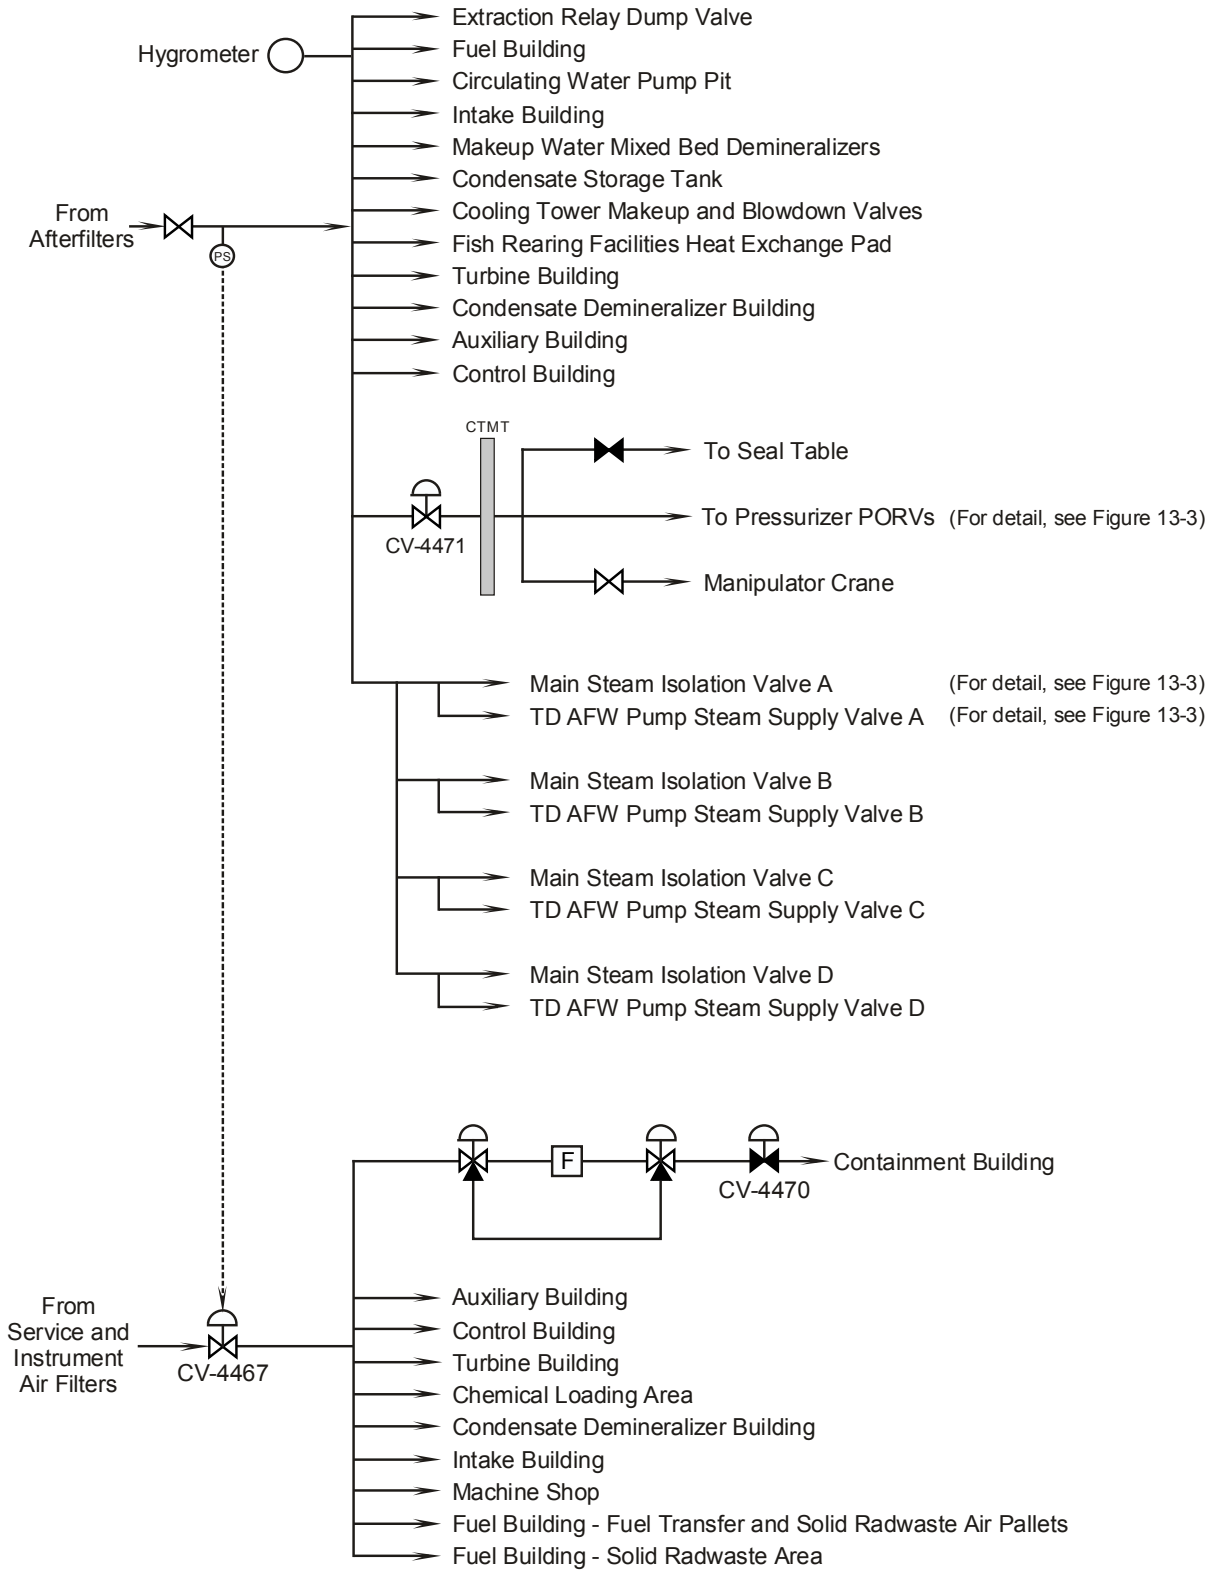 Extraction Relay Dump Valve
Hygrometer
Fuel Building
Circulating Water Pump Pit
Intake Building
Makeup Water Mixed Bed Demineralizers
Condensate Storage Tank
From
Afterfilters
PS
Cooling Tower Makeup and Blowdown Valves
Fish Rearing Facilities Heat Exchange Pad
Turbine Building
Condensate Demineralizer Building
Auxiliary Building
Control Building
CTMT
CV-4471
To Seal Table
To Pressurizer PORVs (For detail, see Figure 13-3)
Manipulator Crane
Main Steam Isolation Valve A (For detail, see Figure 13-3)
TD AFW Pump Steam Supply Valve A (For detail, see Figure 13-3)
Main Steam Isolation Valve B
TD AFW Pump Steam Supply Valve B
Main Steam Isolation Valve C
TD AFW Pump Steam Supply Valve C
Main Steam Isolation Valve D
TD AFW Pump Steam Supply Valve D
F
CV-4470
Containment Building
From
Service and
Instrument
Air Filters
CV-4467
Auxiliary Building
Control Building
Turbine Building
Chemical Loading Area
Condensate Demineralizer Building
Intake Building
Machine Shop
Fuel Building - Fuel Transfer and Solid Radwaste Air Pallets
Fuel Building - Solid Radwaste Area